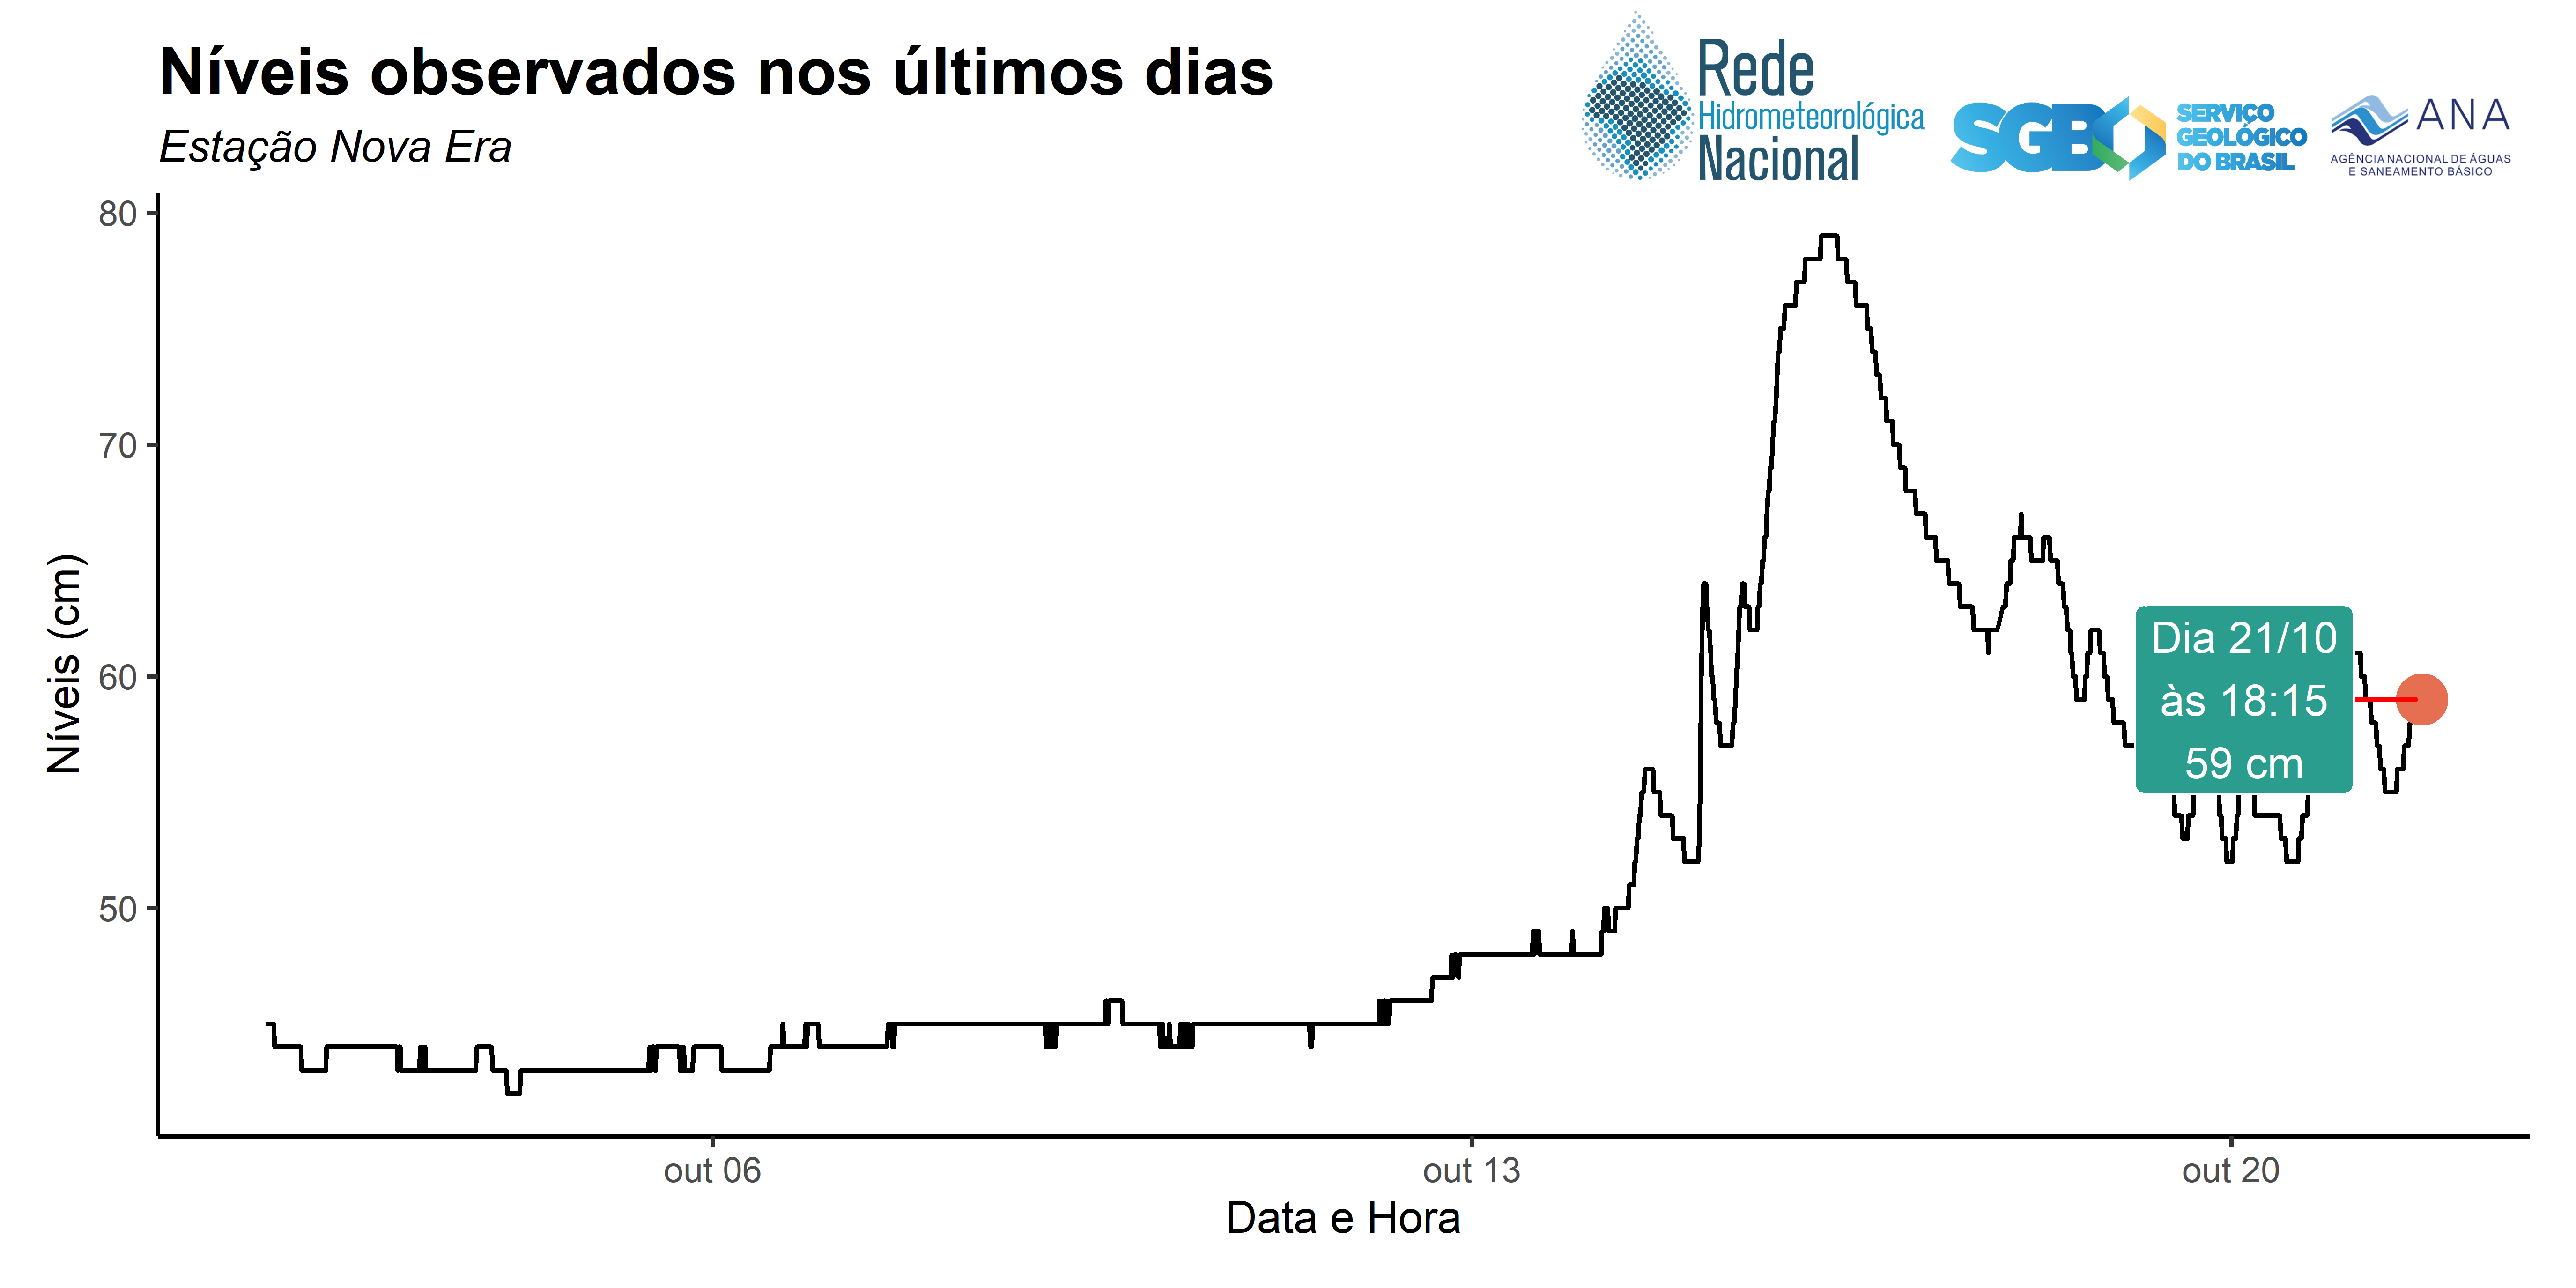 Níveis observados nos últimos dias
Estação Nova Era
Rede
Hidrometeorológica
Nacional
SGB
SERVIÇO
GEOLÓGICO
DO BRASIL
ANA
AGÊNCIA NACIONAL DE ÁGUAS
E SANEAMENTO BÁSICO
80
70
60
50
Níveis (cm)
Dia 21/10
às 18:15
59 cm
out 06
out 13
out 20
Data e Hora